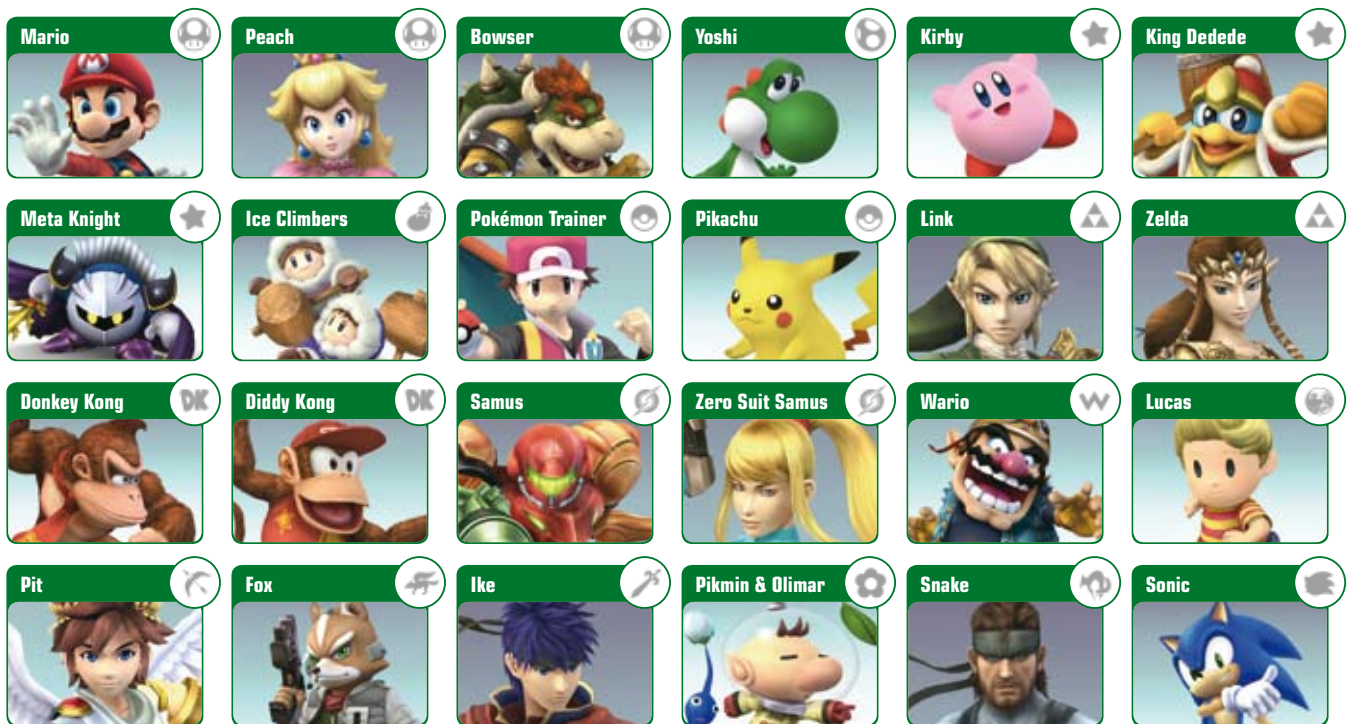 Mario
Peach
Bowser
Yoshi
Kirby
King Dedede
Meta Knight
Ice Climbers
Pokémon Trainer
Pikachu
Link
Zelda
Donkey Kong
DK
Diddy Kong
DK
Samus
Zero Suit Samus
Wario
W
Lucas
Pit
Fox
Ike
Pikmin & Olimar
Snake
Sonic
M